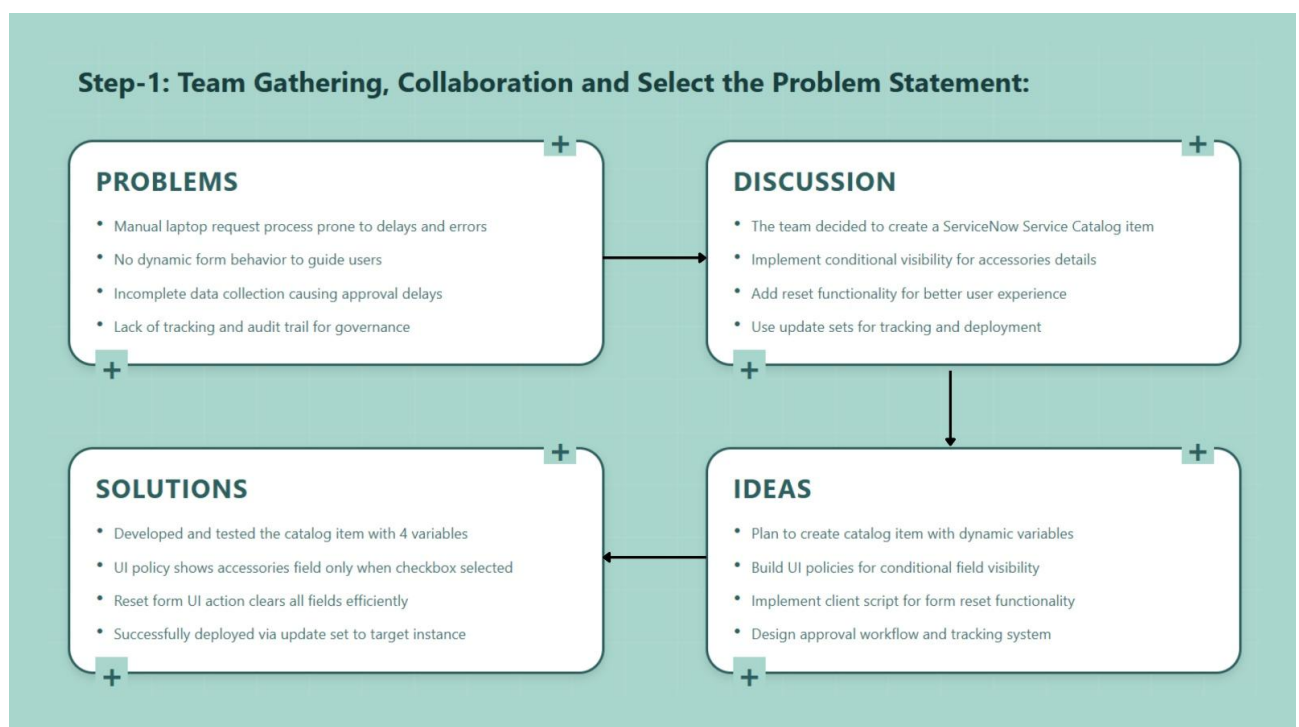 Step-1: Team Gathering, Collaboration and Select the Problem Statement:
PROBLEMS
• Manual laptop request process prone to delays and errors
• No dynamic form behavior to guide users
• Incomplete data collection causing approval delays
• Lack of tracking and audit trail for governance
DISCUSSION
• The team decided to create a ServiceNow Service Catalog item
• Implement conditional visibility for accessories details
• Add reset functionality for better user experience
• Use update sets for tracking and deployment
IDEAS
• Plan to create catalog item with dynamic variables
• Build UI policies for conditional field visibility
• Implement client script for form reset functionality
• Design approval workflow and tracking system
SOLUTIONS
• Developed and tested the catalog item with 4 variables
• UI policy shows accessories field only when checkbox selected
• Reset form UI action clears all fields efficiently
• Successfully deployed via update set to target instance